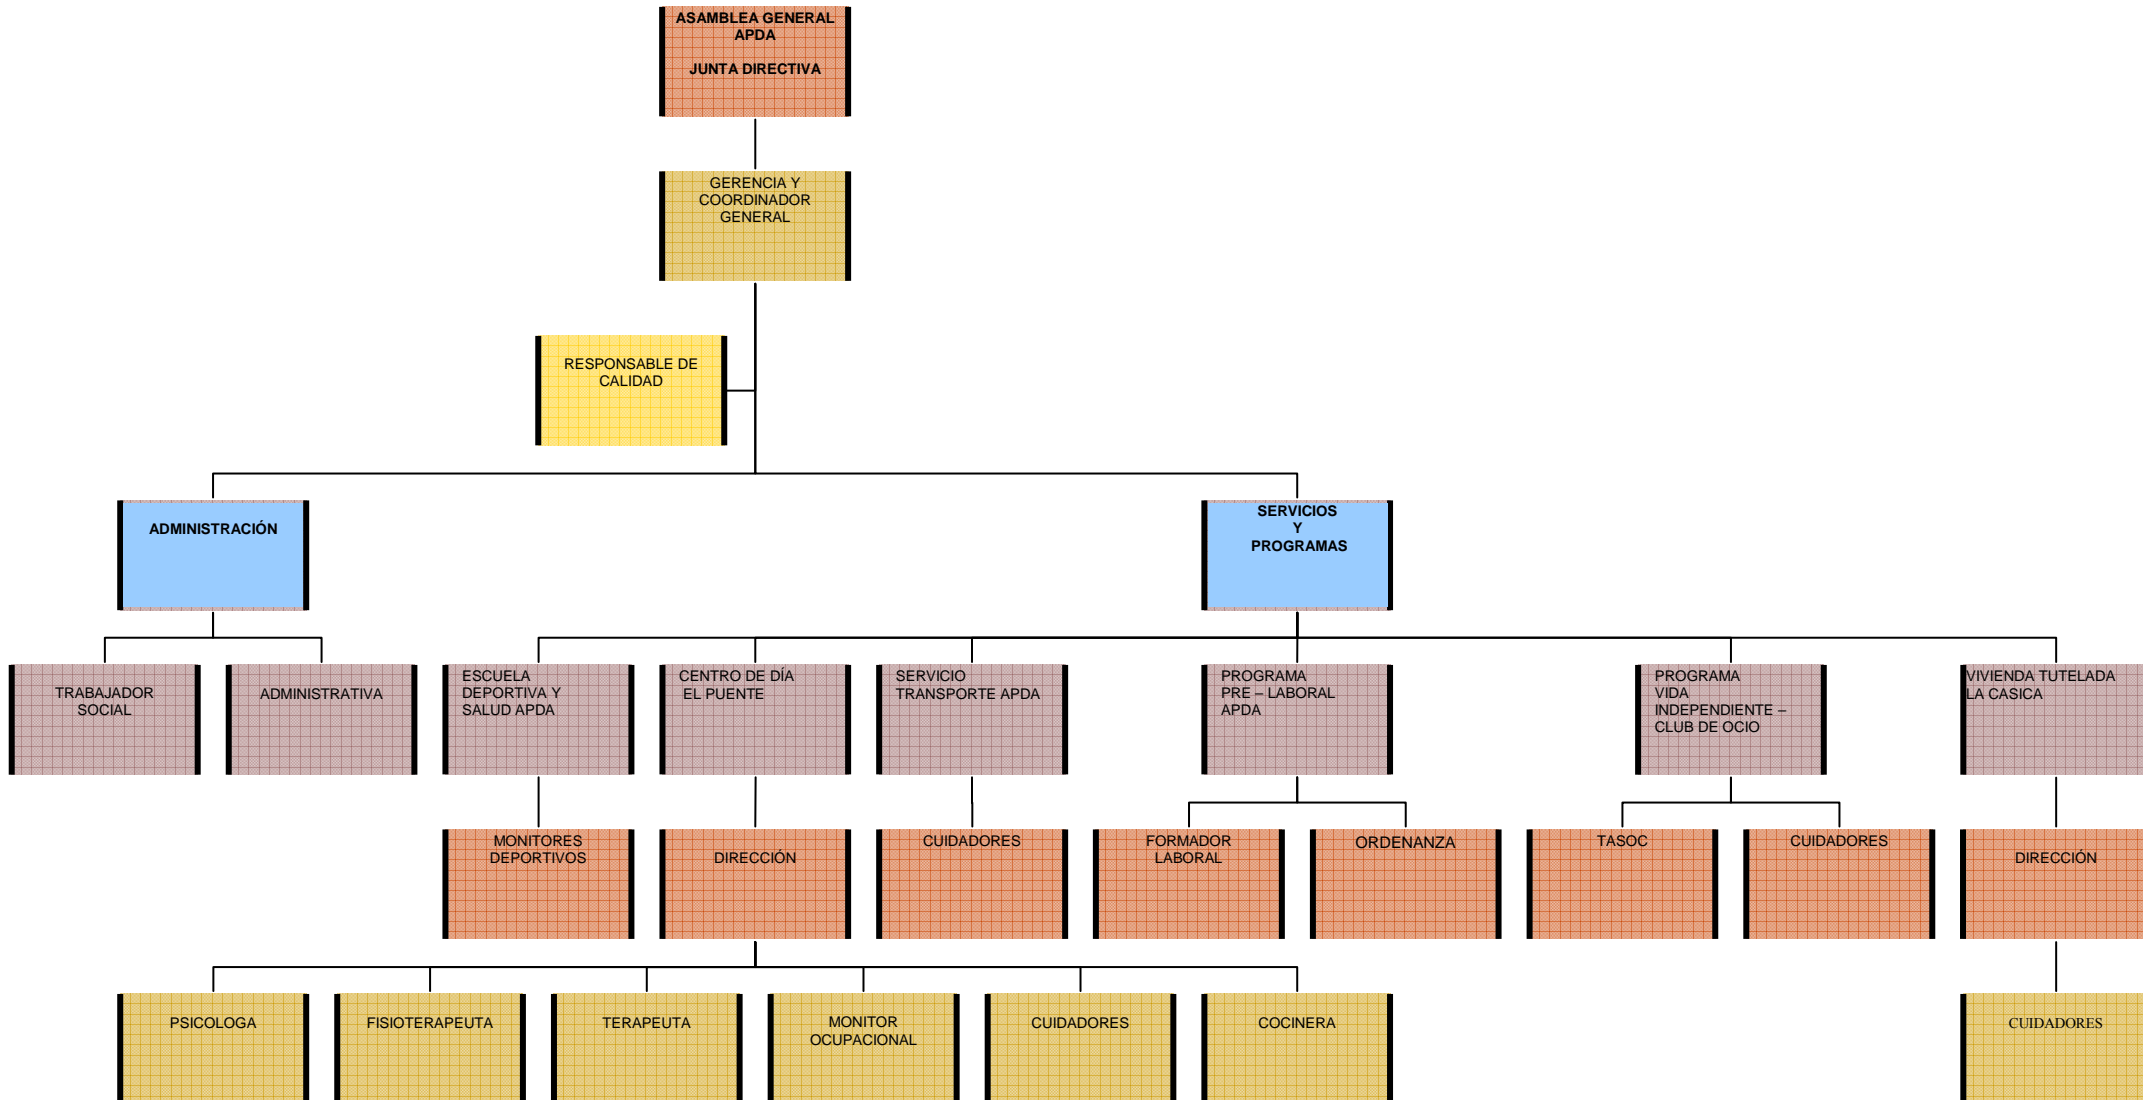 ASAMBLEA GENERAL
APDA
JUNTA DIRECTIVA
GERENCIA Y
COORDINADOR
GENERAL
RESPONSABLE DE
CALIDAD
ADMINISTRACIÓN
SERVICIOS
Y
PROGRAMAS
TRABAJADOR
SOCIAL
ADMINISTRATIVA
ESCUELA
DEPORTIVA Y
SALUD APDA
CENTRO DE DÍA
EL PUENTE
SERVICIO
TRANSPORTE APDA
PROGRAMA
PRE – LABORAL
APDA
PROGRAMA
VIDA
INDEPENDIENTE –
CLUB DE OCIO
VIVIENDA TUTELADA
LA CASICA
MONITORES
DEPORTIVOS
DIRECCIÓN
CUIDADORES
FORMADOR
LABORAL
ORDENANZA
TASOC
CUIDADORES
DIRECCIÓN
PSICOLOGA
FISIOTERAPEUTA
TERAPEUTA
MONITOR
OCUPACIONAL
CUIDADORES
COCINERA
CUIDADORES